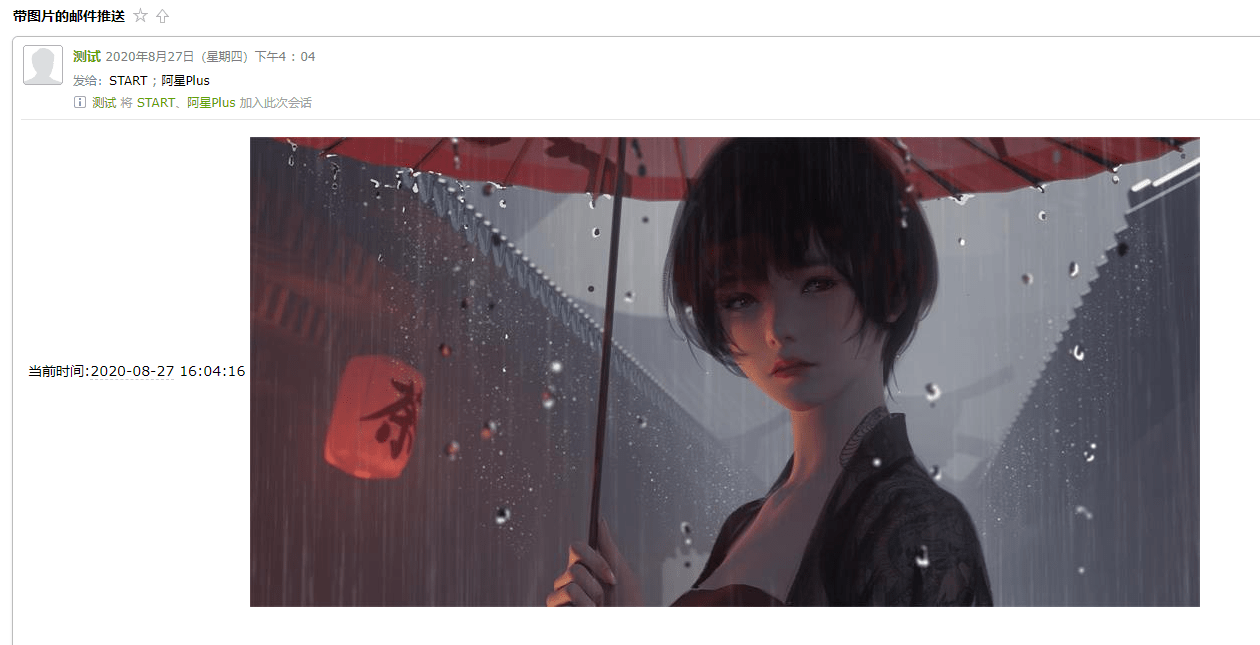 带图片的邮件推送
测试 2020年8月27日（星期四）下午4：04
发给：START；阿星Plus
测试 将 START、阿星Plus 加入此次会话
当前时间:2020-08-27 16:04:16
茶